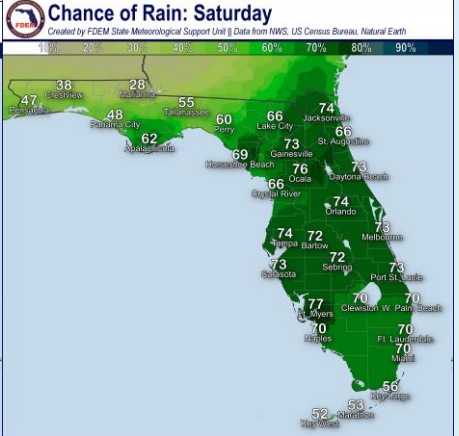 FDEM
Chance of Rain: Saturday
Created by FDEM State Meteorological Support Unit || Data from NWS, US Census Bureau, Natural Earth
10% 20% 30% 40% 50% 60% 70% 80% 90%
28
Marianna
38
Crestview
47
Pensacola
55
Tallahassee
48
Panama City
60
Perry
66
Lake City
74
Jacksonville
62
Apalachicola
66
St. Augustine
73
Gainesville
69
Horseshoe Beach
76
Ocala
73
Daytona Beach
66
Crystal River
74
Orlando
73
Melbourne
74
Tampa
72
Bartow
72
Sebring
73
Sarasota
73
Port St. Lucie
77
Ft. Myers
70
Clewiston
70
W. Palm Beach
70
Naples
70
Ft. Lauderdale
70
Miami
56
Key Largo
53
Marathon
52
Key West